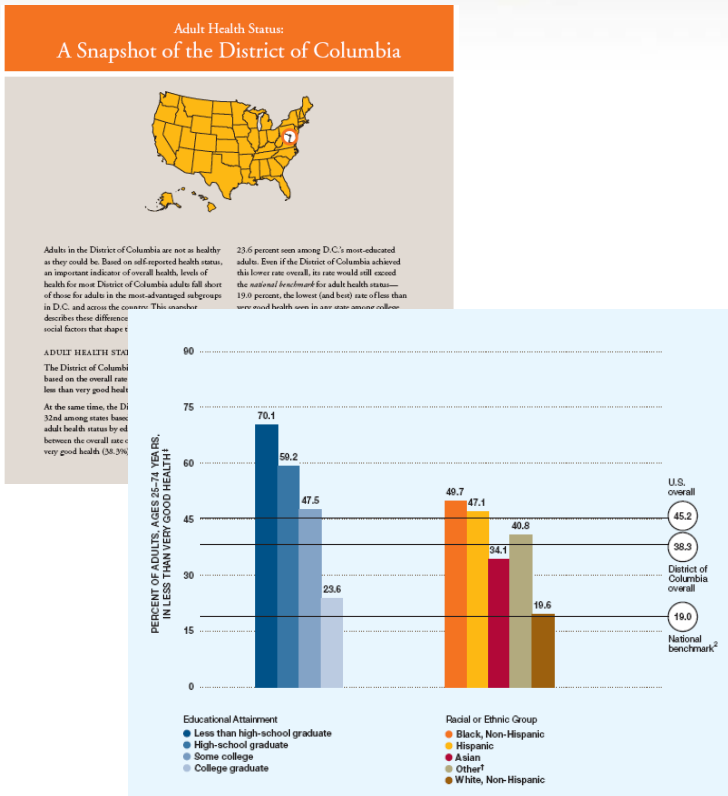 Adult Health Status:
A Snapshot of the District of Columbia
Adults in the District of Columbia are not as healthy
as they could be. Based on self-reported health status,
an important indicator of overall health, levels of
health for most District of Columbia adults fall short
of those for adults in the most-advantaged subgroups
in D.C. and across the country. This snapshot
describes these difference
social factors that shape t
ADULT HEALTH STA
The District of Columbi
based on the overall rate
less than very good healt
At the same time, the Di
32nd among states based
adult health status by ed
between the overall rate o
very good health (38.3%)
23.6 percent seen among D.C.'s most-educated
adults. Even if the District of Columbia achieved
this lower rate overall, its rate would still exceed
the national benchmark for adult health status—
19.0 percent, the lowest (and best) rate of less than
very good health seen in any state among college
PERCENT OF ADULTS, AGES 25–74 YEARS,
IN LESS THAN VERY GOOD HEALTH‡
90
75
60
45
30
15
0
70.1
59.2
47.5
23.6
49.7
47.1
34.1
40.8
19.6
U.S.
overall
45.2
38.3
District of
Columbia
overall
19.0
National
benchmark2
Educational Attainment
Less than high-school graduate
High-school graduate
Some college
College graduate
Racial or Ethnic Group
Black, Non-Hispanic
Hispanic
Asian
Other†
White, Non-Hispanic